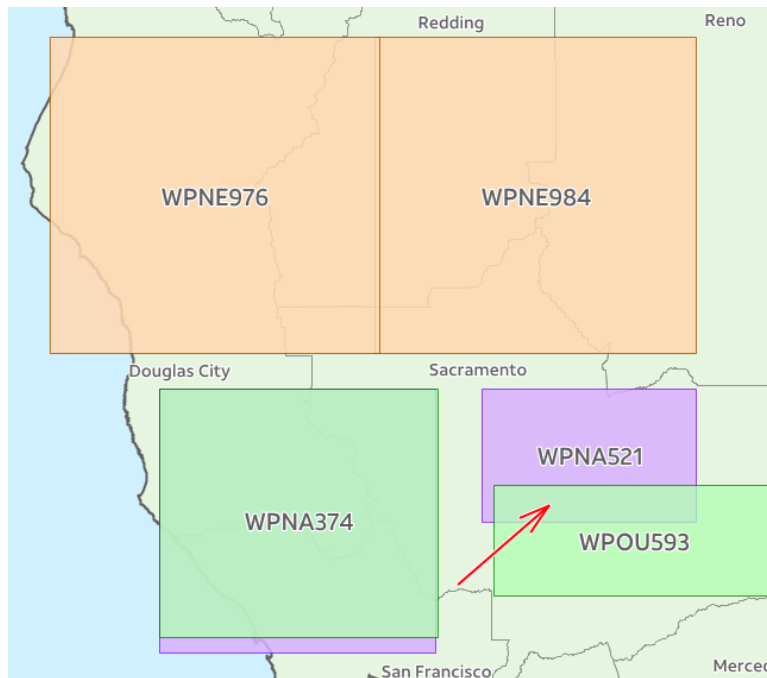 Redding
Reno
WPNE976
WPNE984
Douglas City
Sacramento
WPNA521
WPNA374
WPOU593
San Francisco
Merced